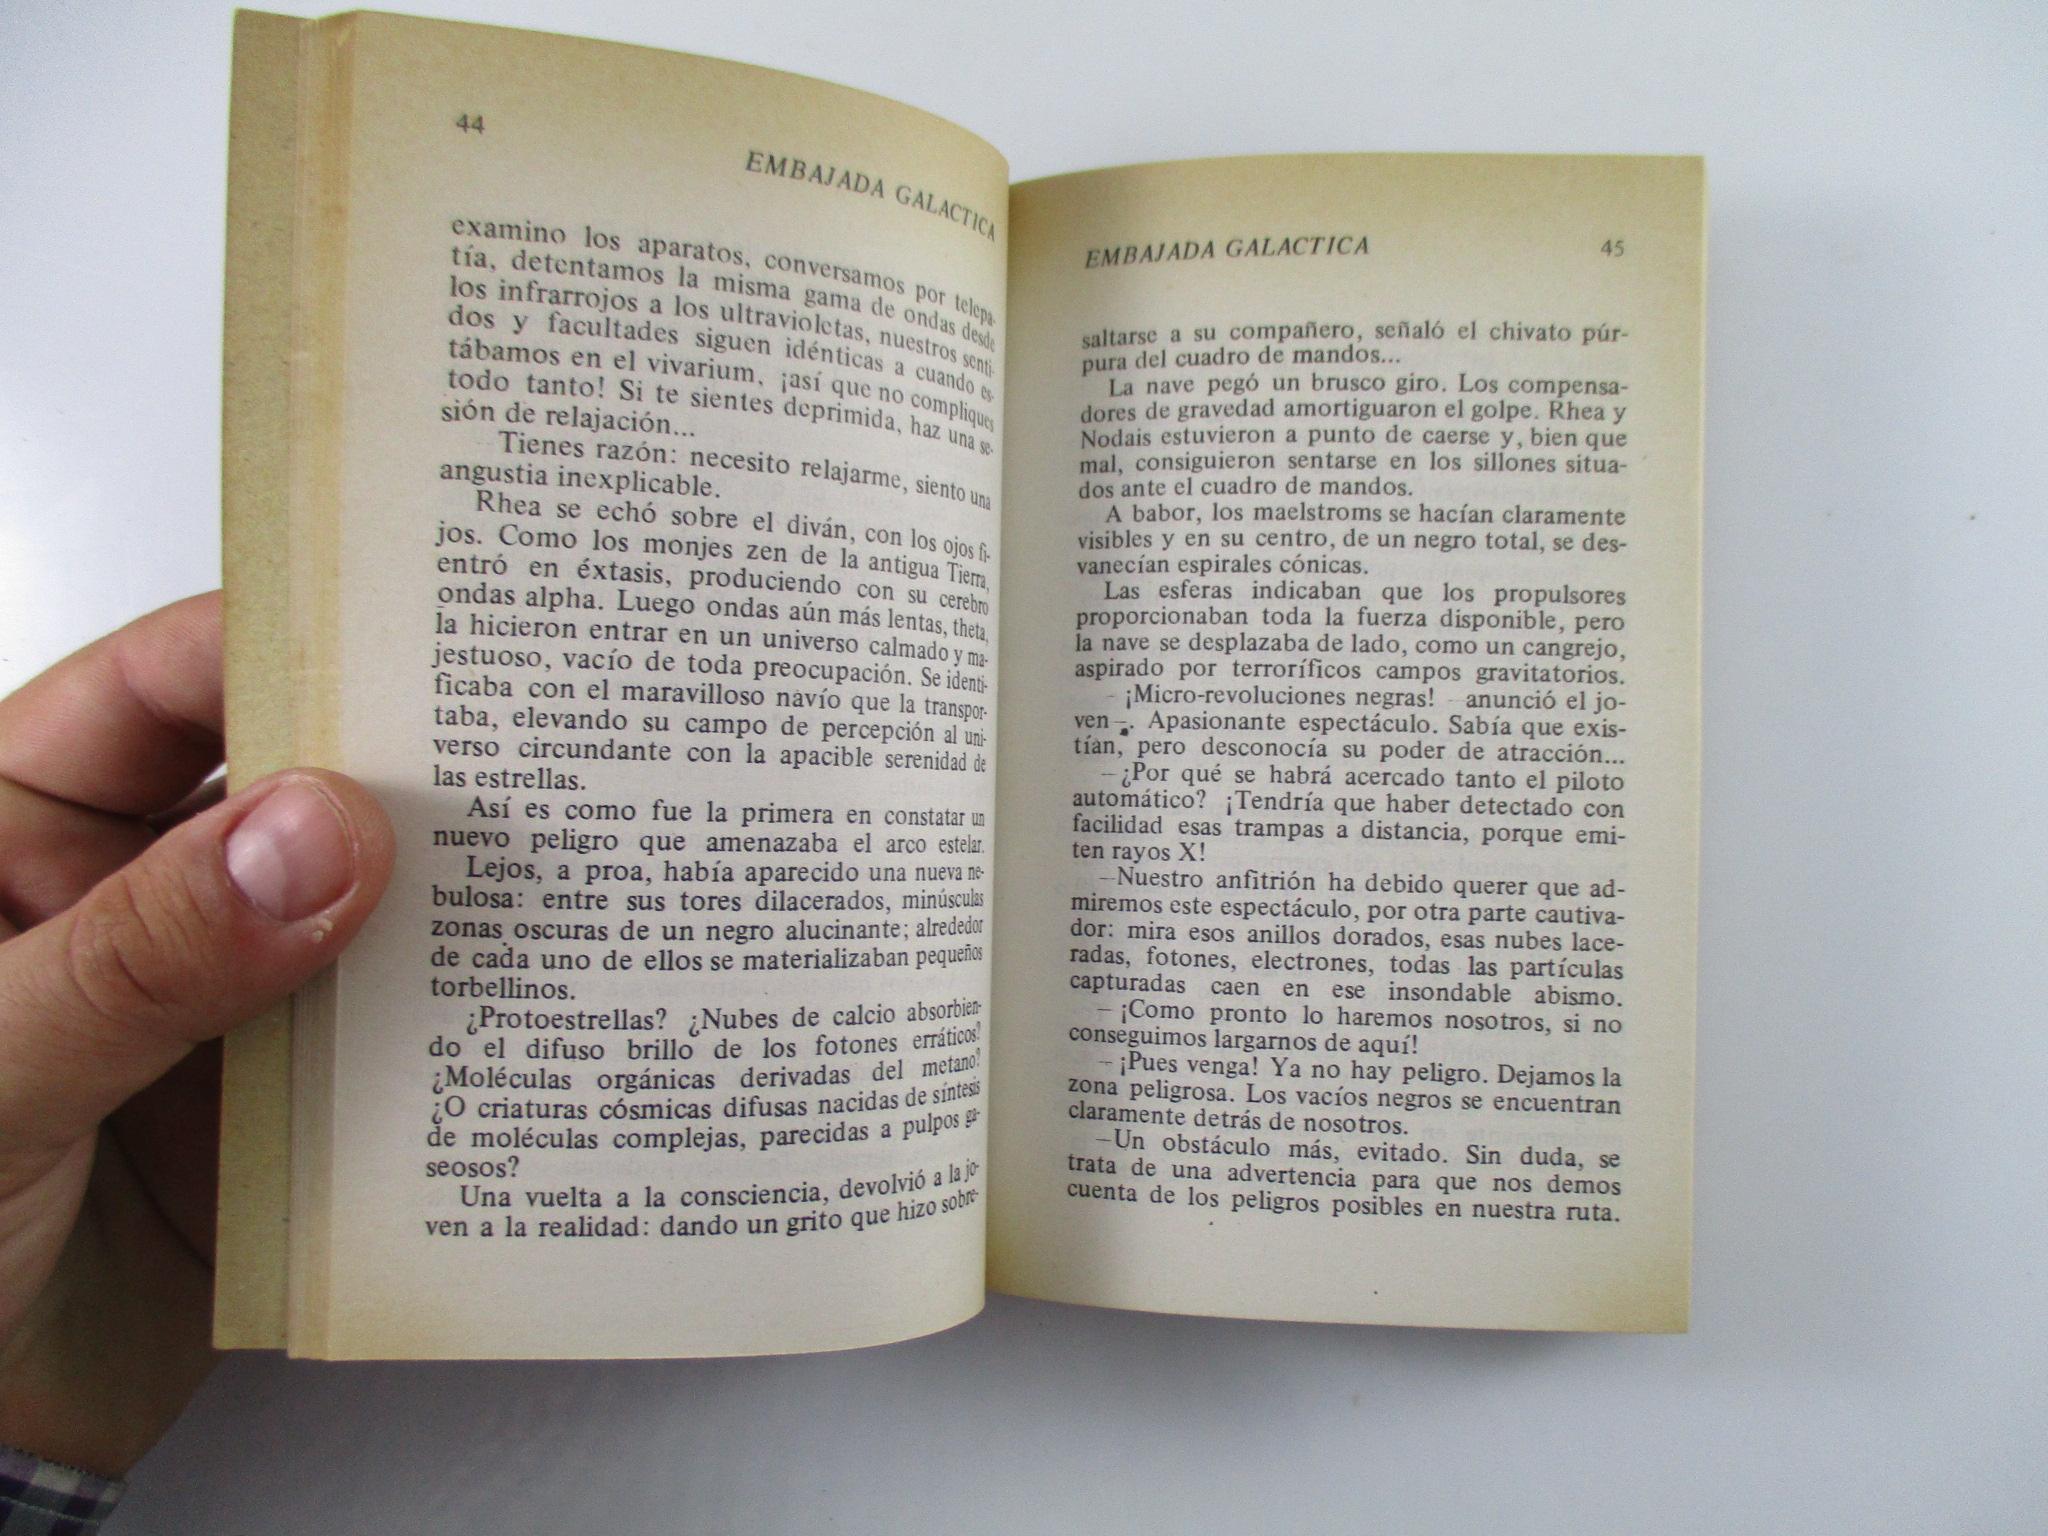 44
EMBAJADA GALACTICA
examino los aparatos, conversamos por telepa-
tía, detentamos la misma gama de ondas desde
los infrarrojos a los ultravioletas, nuestros senti-
dos y facultades siguen idénticas a cuando es-
tábamos en el vivarium, ¡así que no compliques
todo tanto! Si te sientes deprimida, haz una se-
sión de relajación...
Tienes razón: necesito relajarme, siento una
angustia inexplicable.
Rhea se echó sobre el diván, con los ojos fi-
jos. Como los monjes zen de la antigua Tierra,
entró en éxtasis, produciendo con su cerebro
ondas alpha. Luego ondas aún más lentas, theta,
la hicieron entrar en un universo calmado y ma-
jestuoso, vacío de toda preocupación. Se identi-
ficaba con el maravilloso navío que la transpor-
taba, elevando su campo de percepción al uni-
verso circundante con la apacible serenidad de
las estrellas.
Así es como fue la primera en constatar un
nuevo peligro que amenazaba el arco estelar.
Lejos, a proa, había aparecido una nueva ne-
bulosa: entre sus tores dilacerados, minúsculas
zonas oscuras de un negro alucinante; alrededor
de cada uno de ellos se materializaban pequeños
torbellinos.
¿Protoestrellas? ¿Nubes de calcio absorbien-
do el difuso brillo de los fotones erráticos?
¿Moléculas orgánicas derivadas del metano?
¿O criaturas cósmicas difusas nacidas de síntesis
de moléculas complejas, parecidas a pulpos ga-
seosos?
Una vuelta a la consciencia, devolvió a la jo-
ven a la realidad: dando un grito que hizo sobre-
EMBAJADA GALACTICA
45
saltarse a su compañero, señaló el chivato púr-
pura del cuadro de mandos...
La nave pegó un brusco giro. Los compensa-
dores de gravedad amortiguaron el golpe. Rhea y
Nodais estuvieron a punto de caerse y, bien que
mal, consiguieron sentarse en los sillones situa-
dos ante el cuadro de mandos.
A babor, los maelstroms se hacían claramente
visibles y en su centro, de un negro total, se des-
vanecían espirales cónicas.
Las esferas indicaban que los propulsores
proporcionaban toda la fuerza disponible, pero
la nave se desplazaba de lado, como un cangrejo,
aspirado por terroríficos campos gravitatorios.
—¡Micro-revoluciones negras! —anunció el jo-
ven—. Apasionante espectáculo. Sabía que exis-
tían, pero desconocía su poder de atracción...
—¿Por qué se habrá acercado tanto el piloto
automático? ¡Tendría que haber detectado con
facilidad esas trampas a distancia, porque emi-
ten rayos X!
—Nuestro anfitrión ha debido querer que ad-
miremos este espectáculo, por otra parte cautiva-
dor: mira esos anillos dorados, esas nubes lace-
radas, fotones, electrones, todas las partículas
capturadas caen en ese insondable abismo.
—¡Como pronto lo haremos nosotros, si no
conseguimos largarnos de aquí!
—¡Pues venga! Ya no hay peligro. Dejamos la
zona peligrosa. Los vacíos negros se encuentran
claramente detrás de nosotros.
—Un obstáculo más, evitado. Sin duda, se
trata de una advertencia para que nos demos
cuenta de los peligros posibles en nuestra ruta.